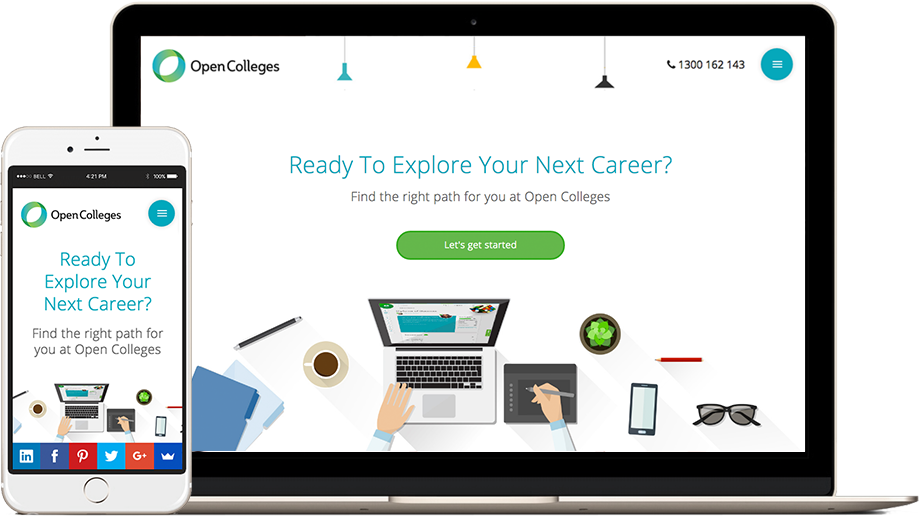 Open Colleges
1300 162 143
Ready To Explore Your Next Career?
Find the right path for you at Open Colleges
Let's get started
BELL
4:21 PM
100%
Open Colleges
Ready To
Explore Your
Next Career?
Find the right path for
you at Open Colleges
in
f
G+